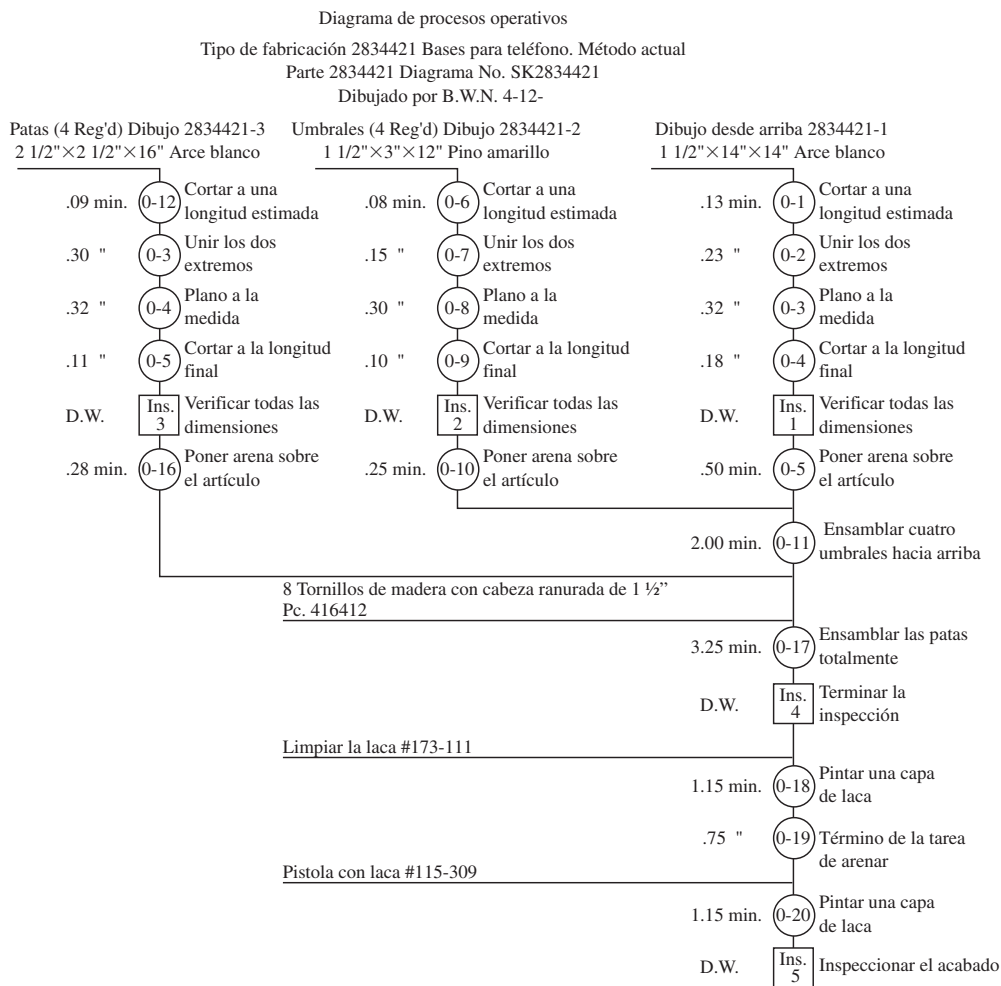 Diagrama de procesos operativos
Tipo de fabricación 2834421 Bases para teléfono. Método actual
Parte 2834421 Diagrama No. SK2834421
Dibujado por B.W.N. 4-12-
Patas (4 Reg'd) Dibujo 2834421-3
2 1/2"×2 1/2"×16" Arce blanco
.09 min. 0-12 Cortar a una
longitud estimada
.30 " 0-3 Unir los dos
extremos
.32 " 0-4 Plano a la
medida
.11 " 0-5 Cortar a la longitud
final
D.W. Ins. 3 Verificar todas las
dimensiones
.28 min. 0-16 Poner arena sobre
el artículo
Umbrales (4 Reg'd) Dibujo 2834421-2
1 1/2"×3"×12" Pino amarillo
.08 min. 0-6 Cortar a una
longitud estimada
.15 " 0-7 Unir los dos
extremos
.30 " 0-8 Plano a la
medida
.10 " 0-9 Cortar a la longitud
final
D.W. Ins. 2 Verificar todas las
dimensiones
.25 min. 0-10 Poner arena sobre
el artículo
Dibujo desde arriba 2834421-1
1 1/2"×14"×14" Arce blanco
.13 min. 0-1 Cortar a una
longitud estimada
.23 " 0-2 Unir los dos
extremos
.32 " 0-3 Plano a la
medida
.18 " 0-4 Cortar a la longitud
final
D.W. Ins. 1 Verificar todas las
dimensiones
.50 min. 0-5 Poner arena sobre
el artículo
2.00 min. 0-11 Ensamblar cuatro
umbrales hacia arriba
8 Tornillos de madera con cabeza ranurada de 1 ½”
Pc. 416412
3.25 min. 0-17 Ensamblar las patas
totalmente
D.W. Ins. 4 Terminar la
inspección
Limpiar la laca #173-111
1.15 min. 0-18 Pintar una capa
de laca
.75 " 0-19 Término de la tarea
de arenar
Pistola con laca #115-309
1.15 min. 0-20 Pintar una capa
de laca
D.W. Ins. 5 Inspeccionar el acabado